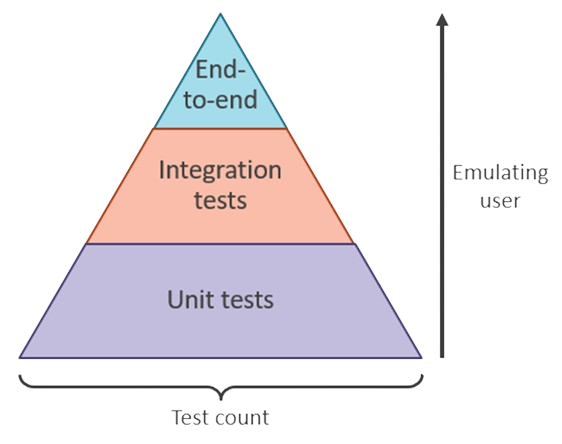 End-
to-end
Integration
tests
Emulating
user
Unit tests
Test count